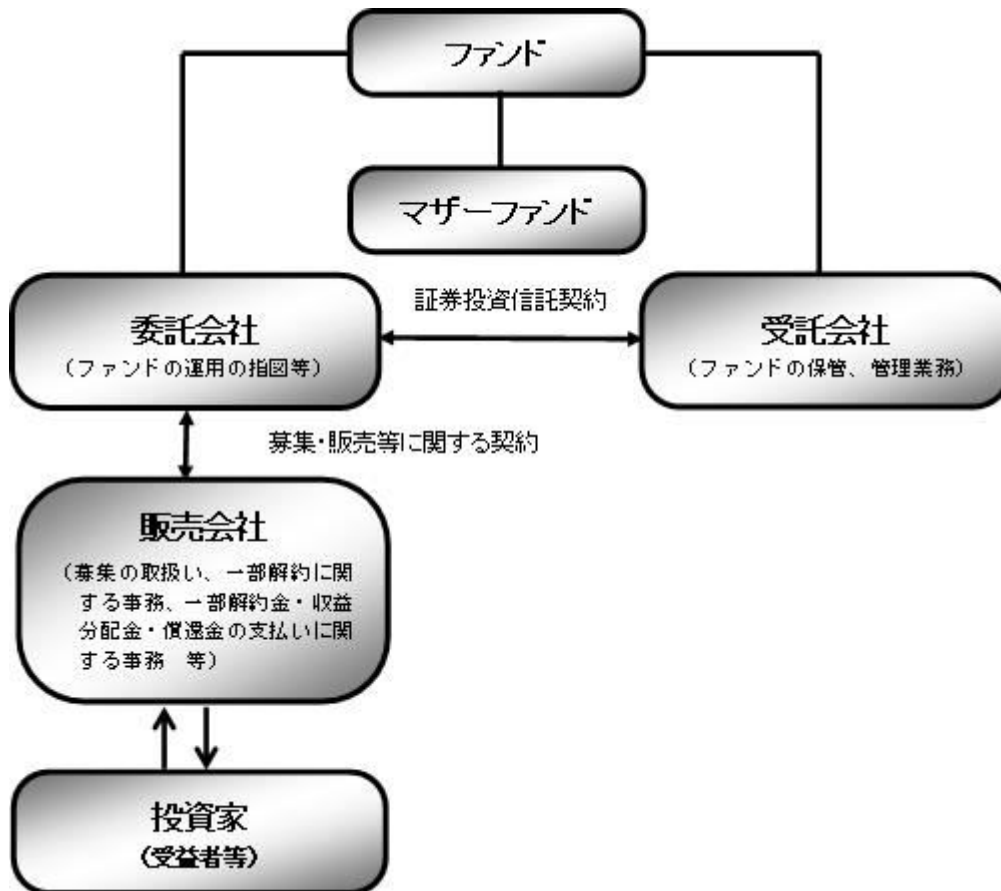 ファンド
マザーファンド
証券投資信託契約
委託会社
（ファンドの運用の指図等）
受託会社
（ファンドの保管、管理業務）
募集・販売等に関する契約
販売会社
（募集の取扱い、一部解約に関
する事務、一部解約金・収益
分配金・償還金の支払いに関
する事務　等）
投資家
（受益者等）